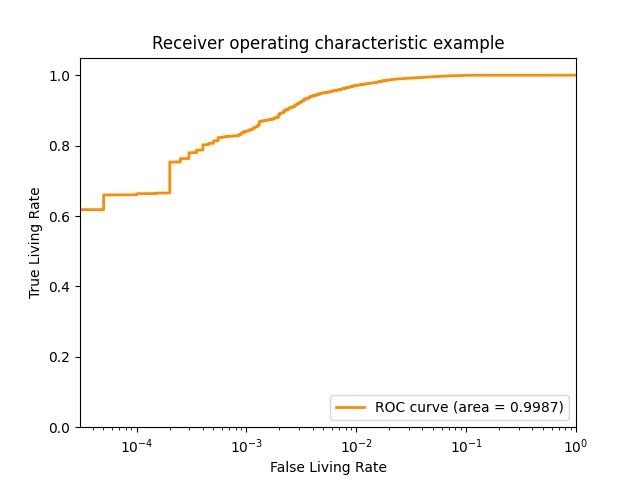 Receiver operating characteristic example
True Living Rate
1.0
0.8
0.6
0.4
0.2
0.0
ROC curve (area = 0.9987)
10⁻⁴ 10⁻³ 10⁻² 10⁻¹ 10⁰
False Living Rate